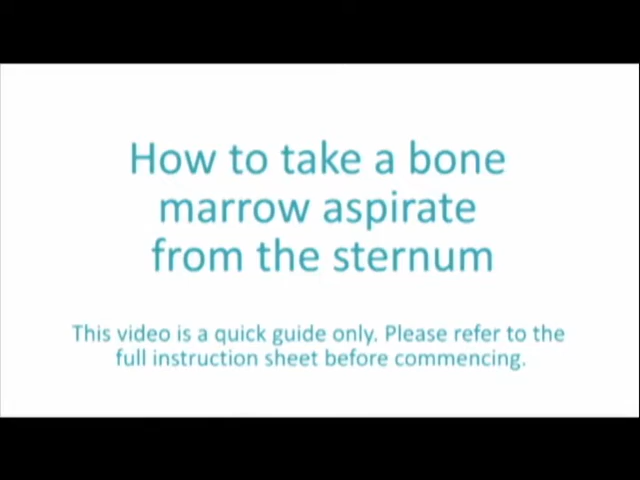 How to take a bone
marrow aspirate
from the sternum
This video is a quick guide only. Please refer to the
full instruction sheet before commencing.